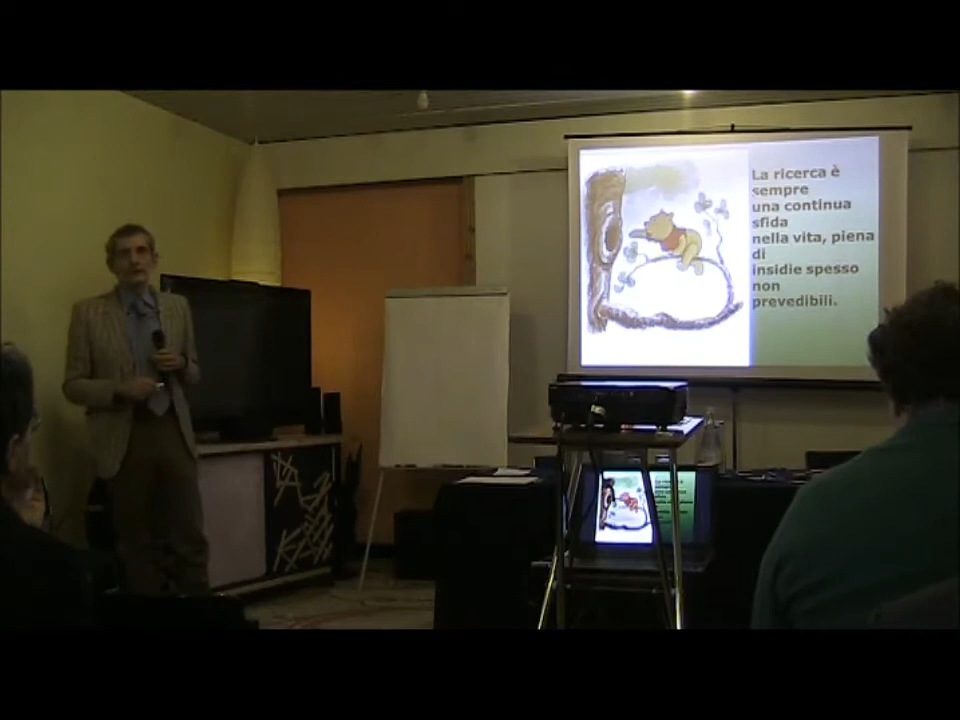 La ricerca è
sempre
una continua
sfida
nella vita, piena
di
insidie spesso
non
prevedibili.